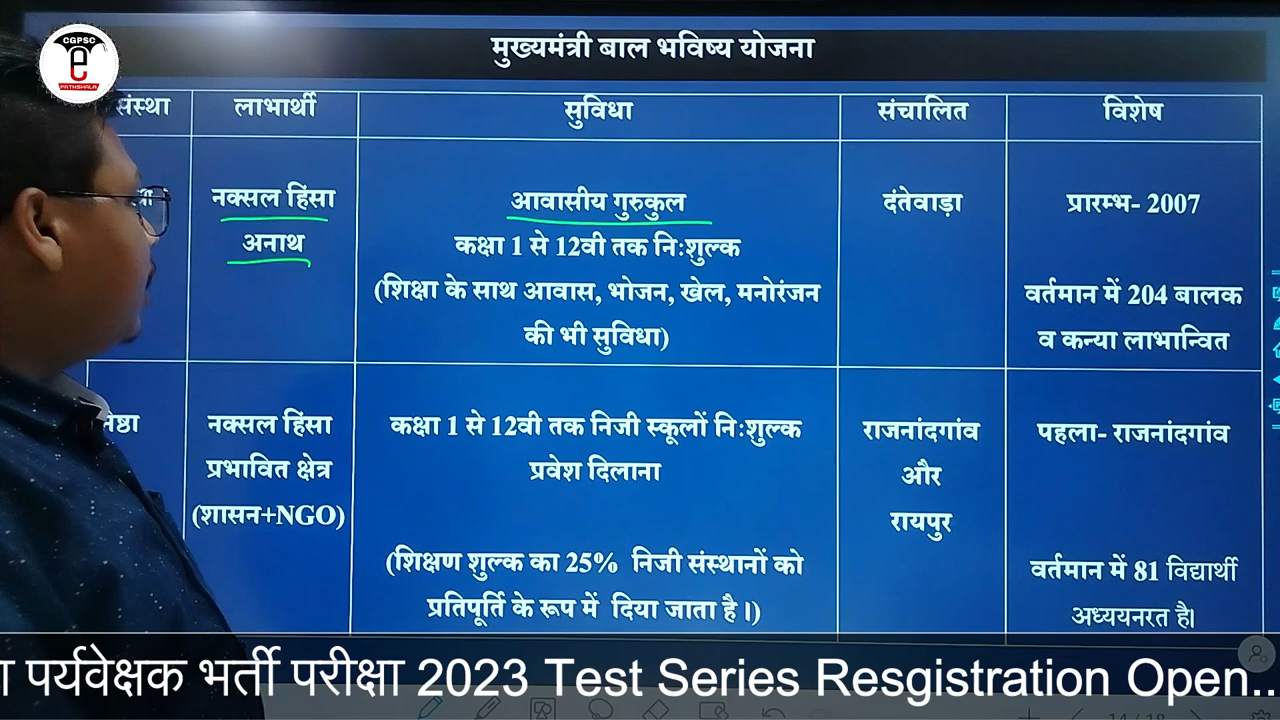 CGPSC
e
PATHSHALA
मुख्यमंत्री बाल भविष्य योजना
संस्था लाभार्थी सुविधा संचालित विशेष
नक्सल हिंसा
अनाथ
आवासीय गुरुकुल
कक्षा 1 से 12वी तक नि:शुल्क
(शिक्षा के साथ आवास, भोजन, खेल, मनोरंजन
की भी सुविधा)
दंतेवाड़ा
प्रारम्भ- 2007
वर्तमान में 204 बालक
व कन्या लाभान्वित
नक्सल हिंसा
प्रभावित क्षेत्र
(शासन+NGO)
कक्षा 1 से 12वी तक निजी स्कूलों नि:शुल्क
प्रवेश दिलाना
(शिक्षण शुल्क का 25% निजी संस्थानों को
प्रतिपूर्ति के रूप में दिया जाता है।)
राजनांदगांव
और
रायपुर
पहला- राजनांदगांव
वर्तमान में 81 विद्यार्थी
अध्ययनरत है।
पर्यवेक्षक भर्ती परीक्षा 2023 Test Series Resgistration Open..
14 / 18